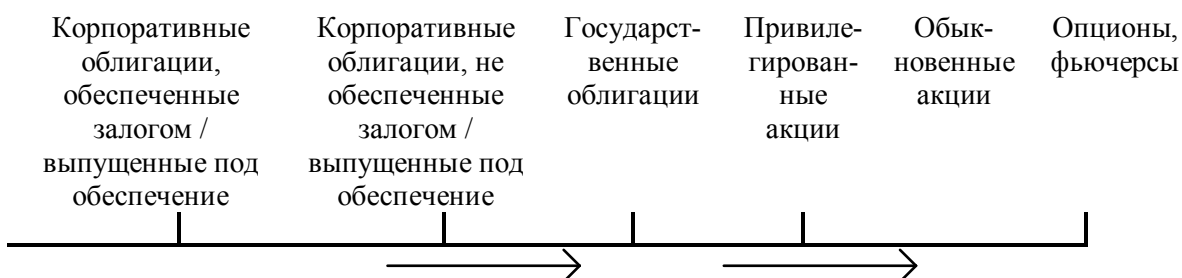 Корпоративные
облигации,
обеспеченные
залогом /
выпущенные под
обеспечение
Корпоративные
облигации, не
обеспеченные
залогом /
выпущенные под
обеспечение
Государст-
венные
облигации
Привиле-
гирован-
ные
акции
Обык-
новенные
акции
Опционы,
фьючерсы